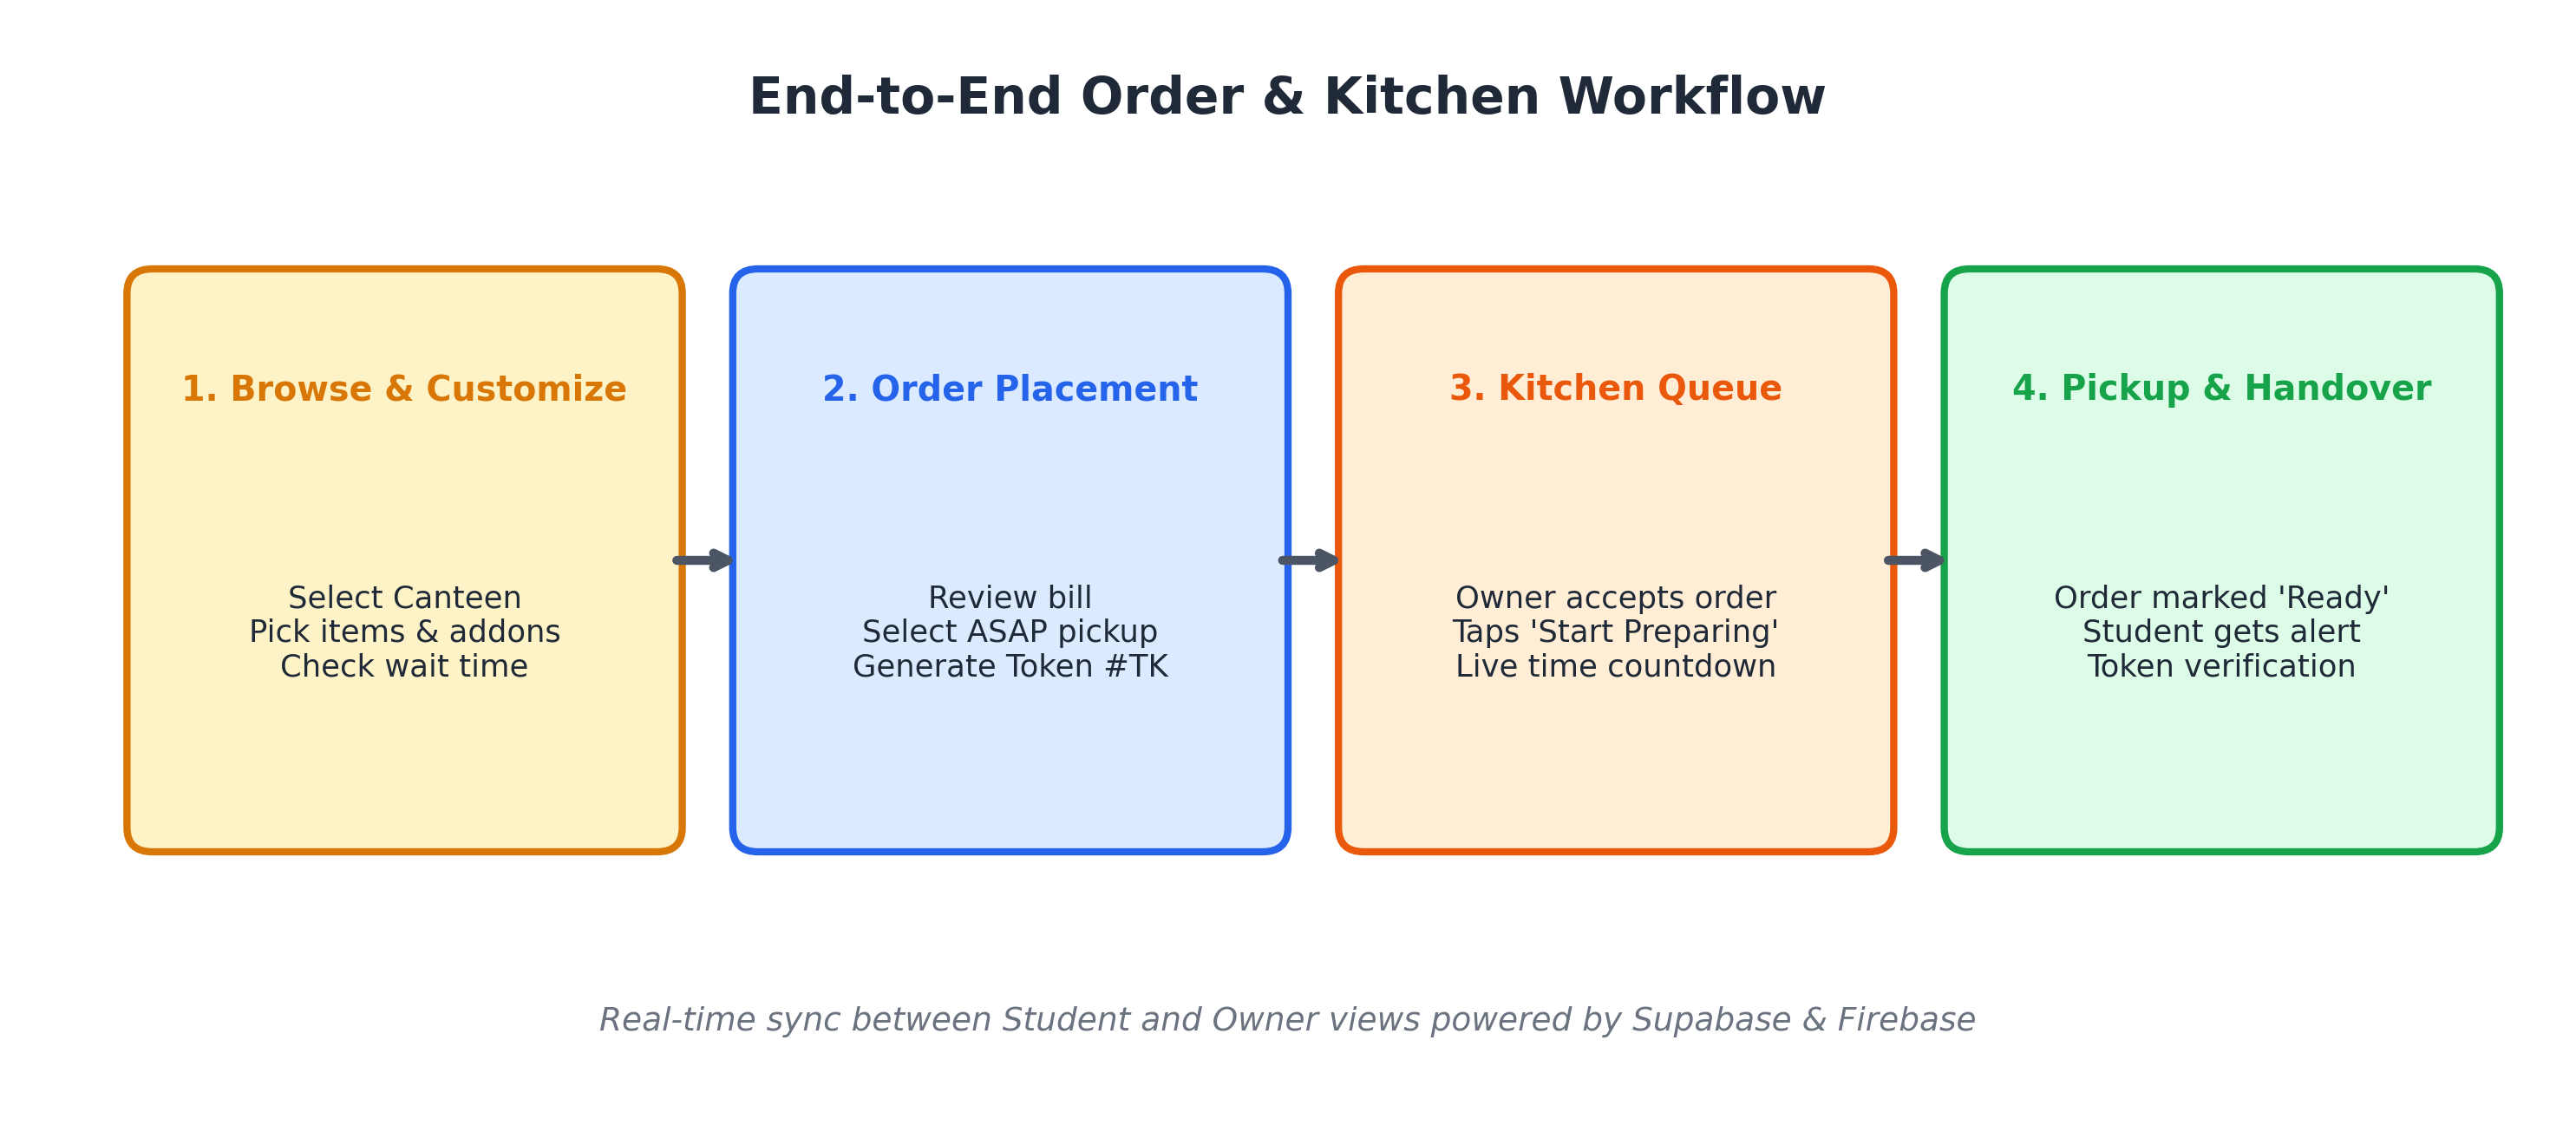 End-to-End Order & Kitchen Workflow
1. Browse & Customize
Select Canteen
Pick items & addons
Check wait time
2. Order Placement
Review bill
Select ASAP pickup
Generate Token #TK
3. Kitchen Queue
Owner accepts order
Taps 'Start Preparing'
Live time countdown
4. Pickup & Handover
Order marked 'Ready'
Student gets alert
Token verification
Real-time sync between Student and Owner views powered by Supabase & Firebase